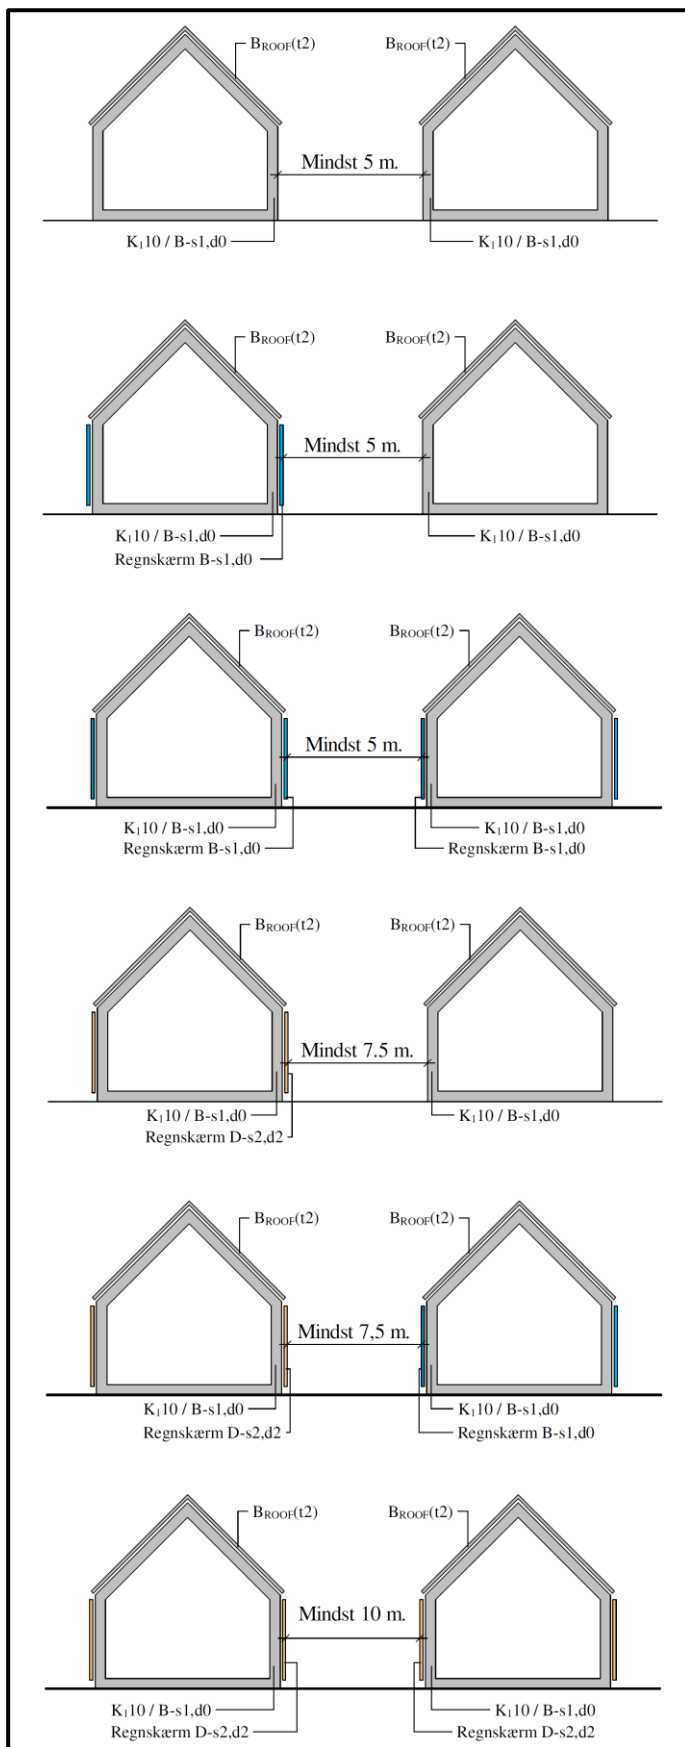 BROOF(t2) BROOF(t2)
Mindst 5 m.
K₁10 / B-s1,d0 K₁10 / B-s1,d0
BROOF(t2) BROOF(t2)
Mindst 5 m.
K₁10 / B-s1,d0 K₁10 / B-s1,d0
Regnskærm B-s1,d0
BROOF(t2) BROOF(t2)
Mindst 5 m.
K₁10 / B-s1,d0 K₁10 / B-s1,d0
Regnskærm B-s1,d0 Regnskærm B-s1,d0
BROOF(t2) BROOF(t2)
Mindst 7.5 m.
K₁10 / B-s1,d0 K₁10 / B-s1,d0
Regnskærm D-s2,d2
BROOF(t2) BROOF(t2)
Mindst 7,5 m.
K₁10 / B-s1,d0 K₁10 / B-s1,d0
Regnskærm D-s2,d2 Regnskærm B-s1,d0
BROOF(t2) BROOF(t2)
Mindst 10 m.
K₁10 / B-s1,d0 K₁10 / B-s1,d0
Regnskærm D-s2,d2 Regnskærm D-s2,d2